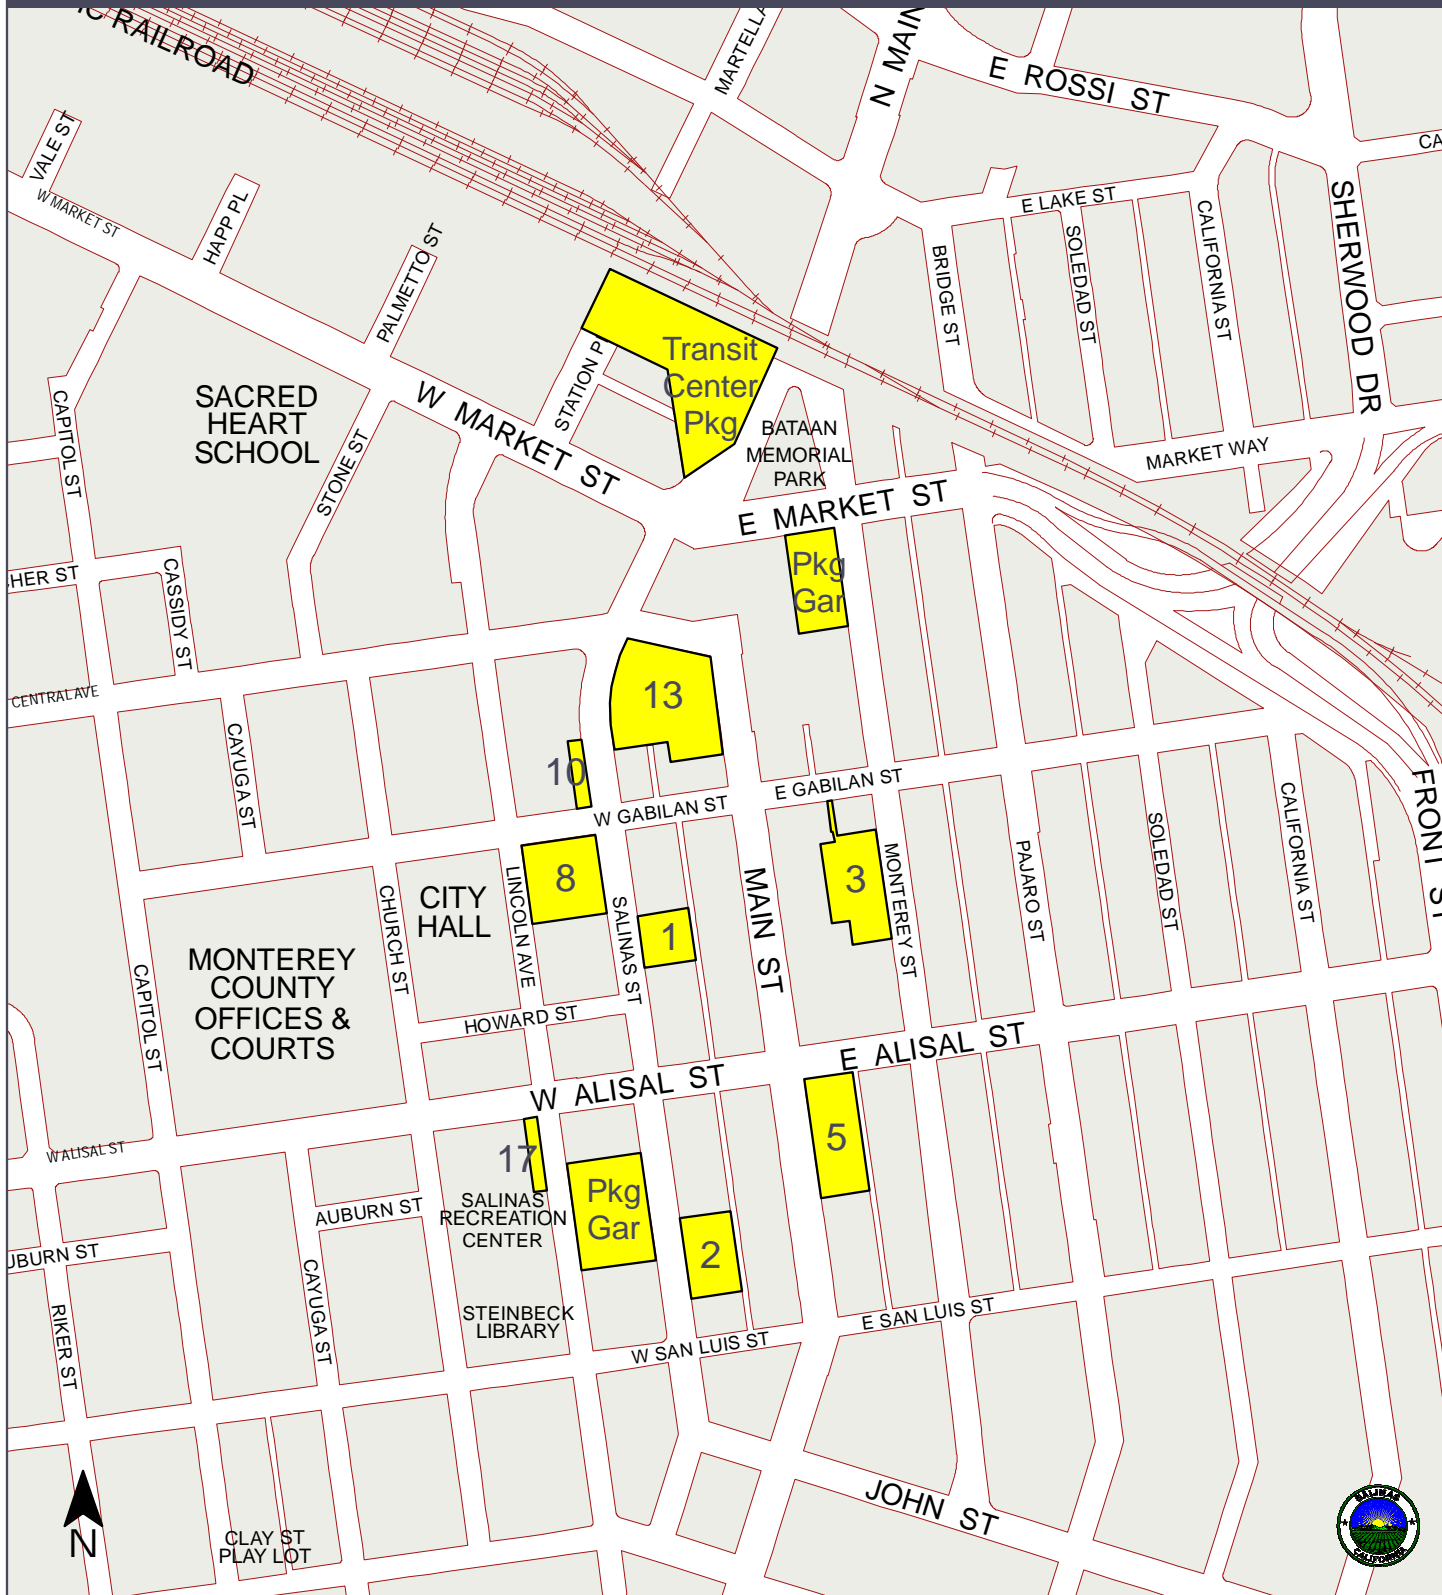 IC RAILROAD
MARTELLA
N MAIN
E ROSSI ST
VALE ST
CA
W MARKET ST
HAPP PL
PALMETTO ST
E LAKE ST
SHERWOOD DR
BRIDGE ST
SOLEDAD ST
CALIFORNIA ST
Transit
Center
Pkg
STATION P
SACRED
HEART
SCHOOL
CAPITOL ST
W MARKET ST
STONE ST
BATAAN
MEMORIAL
PARK
MARKET WAY
E MARKET ST
Pkg
Gar
HER ST
CASSIDY ST
CENTRAL AVE
13
CAYUGA ST
10
W GABILAN ST
E GABILAN ST
FRONT ST
8
CITY
HALL
LINCOLN AVE
CHURCH ST
SALINAS ST
1
MAIN ST
3
MONTEREY ST
PAJARO ST
SOLEDAD ST
CALIFORNIA ST
MONTEREY
COUNTY
OFFICES &
COURTS
CAPITOL ST
HOWARD ST
E ALISAL ST
W ALISAL ST
W ALISAL ST
17
5
Pkg
Gar
SALINAS
RECREATION
CENTER
AUBURN ST
UBURN ST
2
CAYUGA ST
RIKER ST
STEINBECK
LIBRARY
E SAN LUIS ST
W SAN LUIS ST
JOHN ST
N
CLAY ST
PLAY LOT
SALINAS
CALIFORNIA